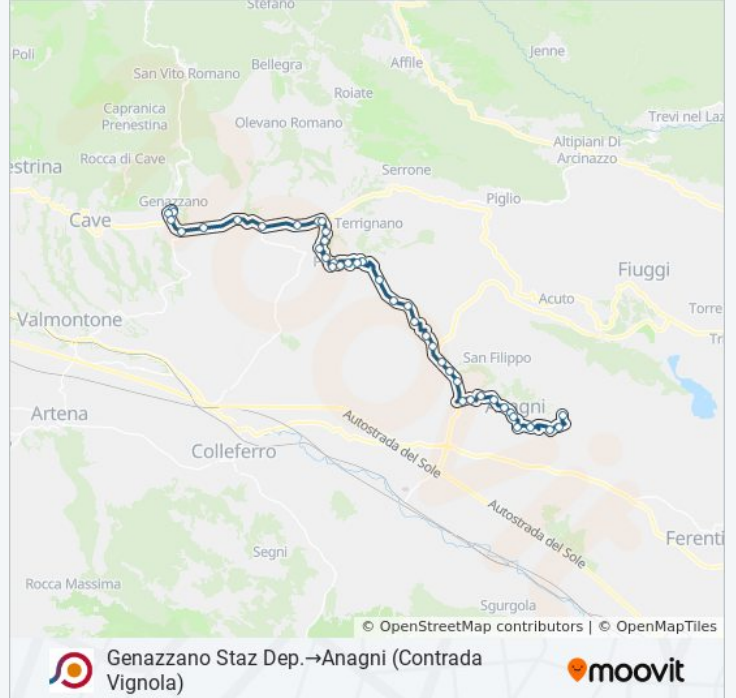 Stefano
Poli
Jenne
Bellegra
Affile
San Vito Romano
Roiate
Capranica
Prenestina
Trevi nel Laz
Olevano Romano
Altipiani Di
Arcinazzo
estrina
Rocca di Cave
Serrone
Genazzano
Piglio
Cave
Terrignano
Fiuggi
Acuto
Torre
Valmontone
Tr
San Filippo
Anagni
Artena
Autostrada del Sole
Colleferro
Autostrada del Sole
Ferenti
Segni
Rocca Massima
Sgurgola
© OpenStreetMap contributors | © OpenMapTiles
Genazzano Staz Dep.→Anagni (Contrada
Vignola)
moovit